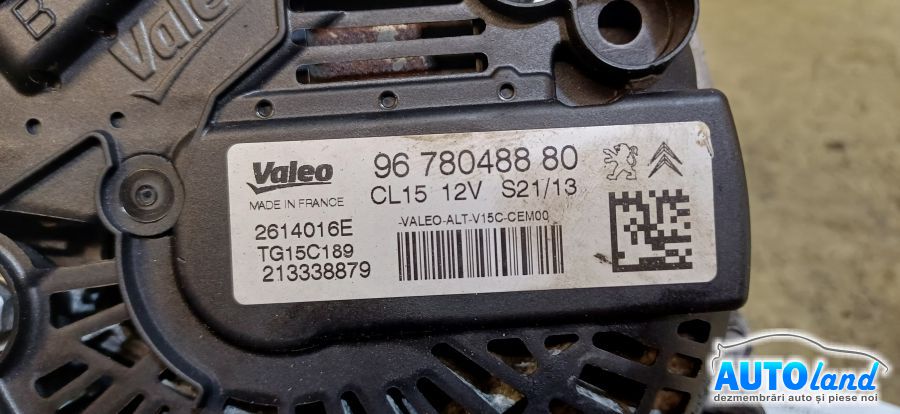 B
Valeo
Valeo
96 780488 80
MADE IN FRANCE
CL15 12V S21/13
2614016E
-VALEO-ALT-V15C-CEM00
TG15C189
213338879
AUTOland
dezmembrări auto și piese noi